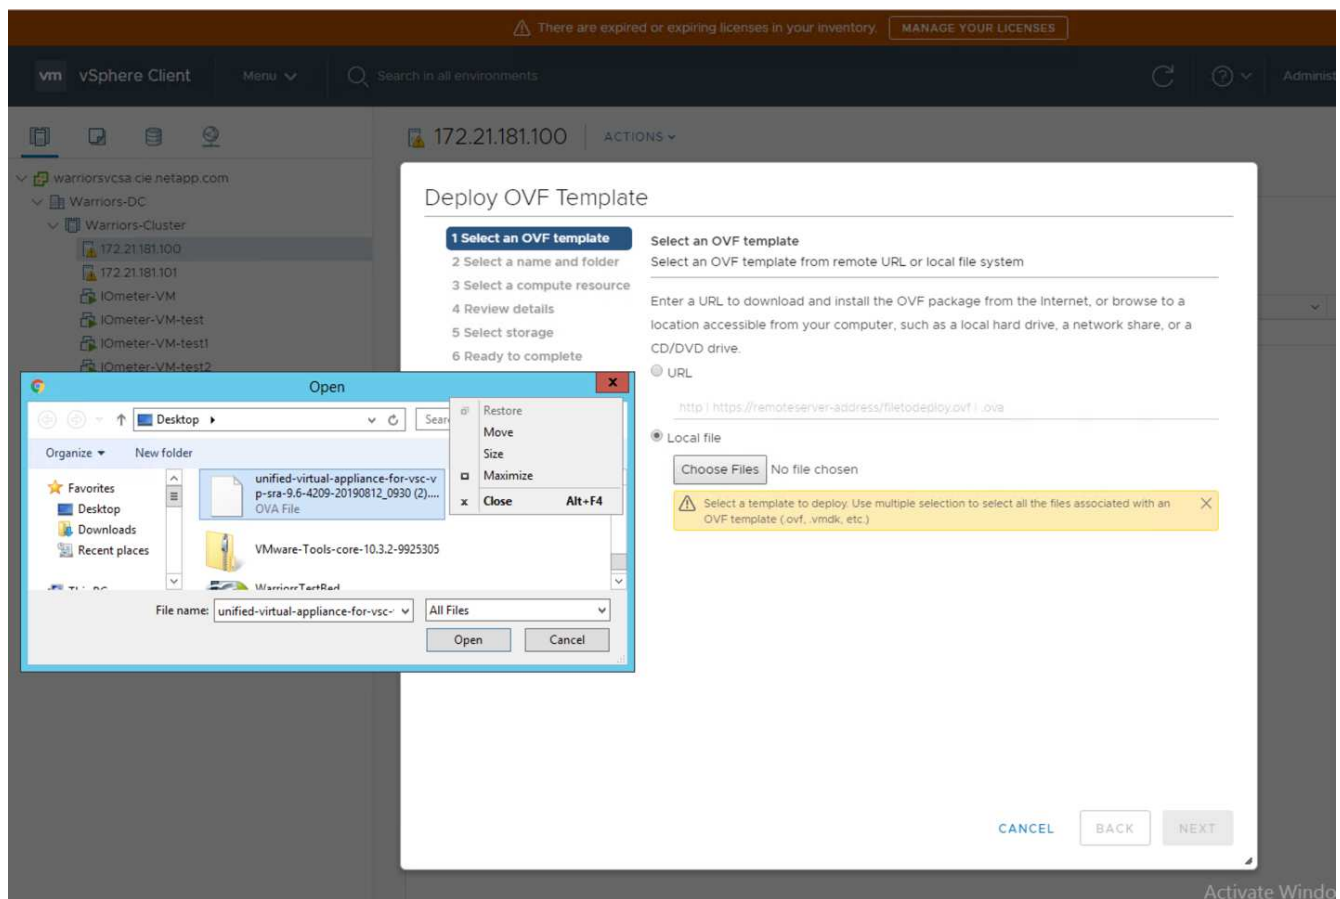 There are expired or expiring licenses in your inventory. MANAGE YOUR LICENSES
vm vSphere Client Menu Search in all environments
172.21.181.100 ACTIONS
warriorsvcsa.cie.netapp.com
Warriors-DC
Warriors-Cluster
172.21.181.100
172.21.181.101
IOmeter-VM
IOmeter-VM-test
IOmeter-VM-test1
IOmeter-VM-test2
Deploy OVF Template
1 Select an OVF template
2 Select a name and folder
3 Select a compute resource
4 Review details
5 Select storage
6 Ready to complete
Select an OVF template
Select an OVF template from remote URL or local file system
Enter a URL to download and install the OVF package from the Internet, or browse to a
location accessible from your computer, such as a local hard drive, a network share, or a
CD/DVD drive.
URL
http | https://remoteserver-address/filetodeploy.ovf | .ova
Local file
Choose Files No file chosen
Select a template to deploy. Use multiple selection to select all the files associated with an
OVF template (.ovf, .vmdk, etc.)
CANCEL BACK NEXT
Open x
Desktop
Organize New folder
Favorites
Desktop
Downloads
Recent places
unified-virtual-appliance-for-vsc-v
p-sra-9.6-4209-20190812_0930 (2)....
OVA File
VMware-Tools-core-10.3.2-9925305
WarriorsTestBed
Restore
Move
Size
Maximize
x Close Alt+F4
File name: unified-virtual-appliance-for-vsc- All Files
Open Cancel